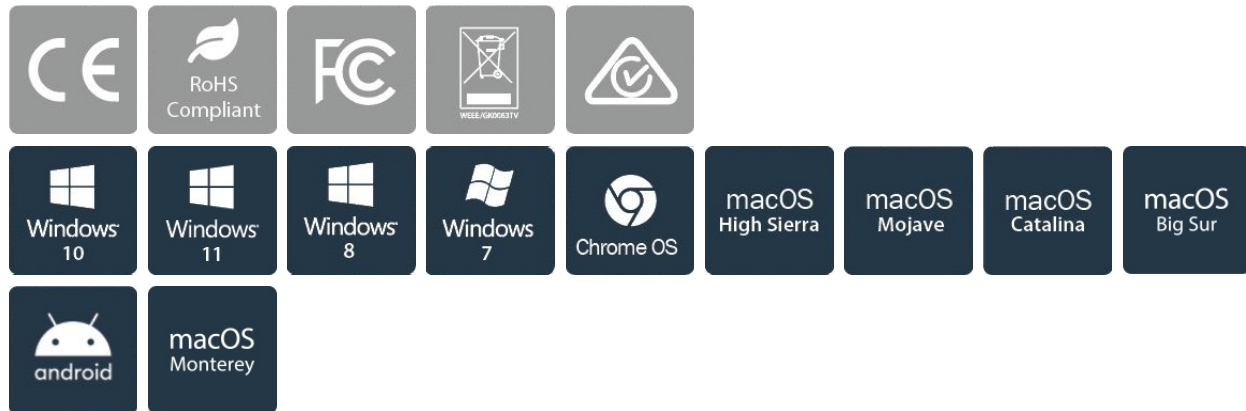 CE
RoHS
Compliant
FC
WEEE/GK0083TV
Windows
10
Windows
11
Windows
8
Windows
7
Chrome OS
macOS
High Sierra
macOS
Mojave
macOS
Catalina
macOS
Big Sur
android
macOS
Monterey